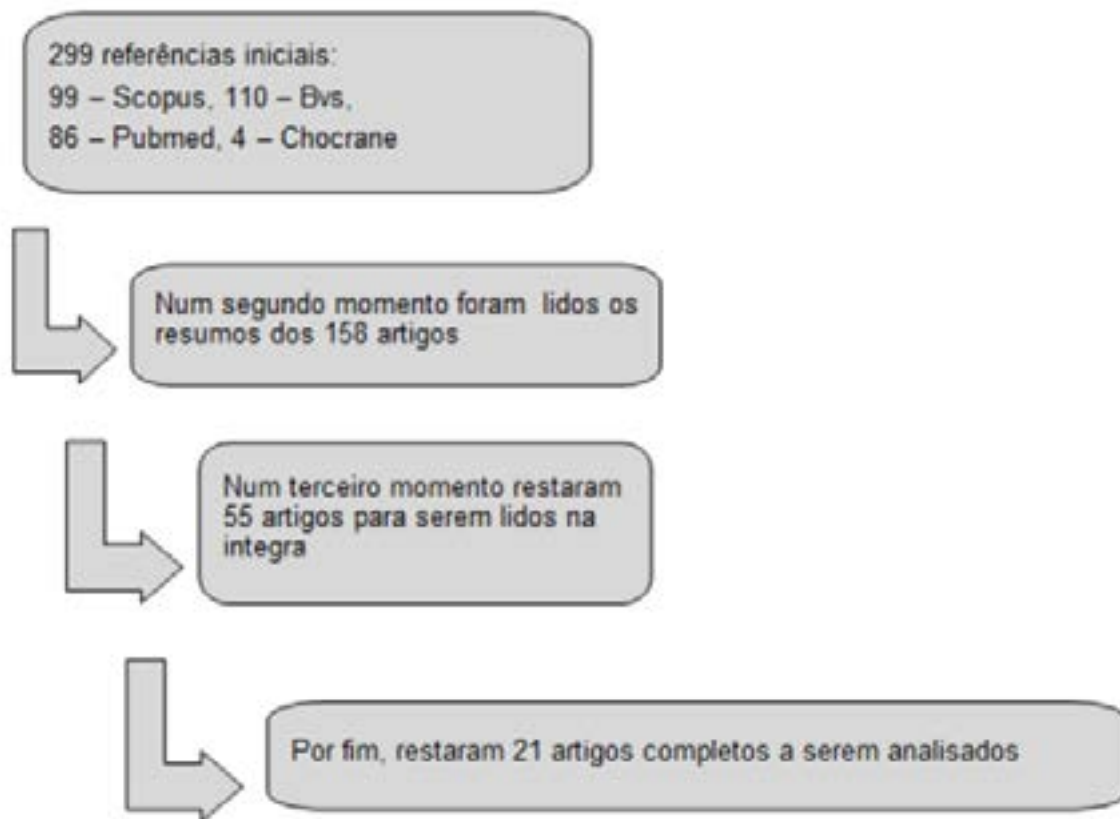 299 referências iniciais:
99 – Scopus, 110 – Bvs,
86 – Pubmed, 4 – Chocrane
Num segundo momento foram lidos os
resumos dos 158 artigos
Num terceiro momento restaram
55 artigos para serem lidos na
integra
Por fim, restaram 21 artigos completos a serem analisados